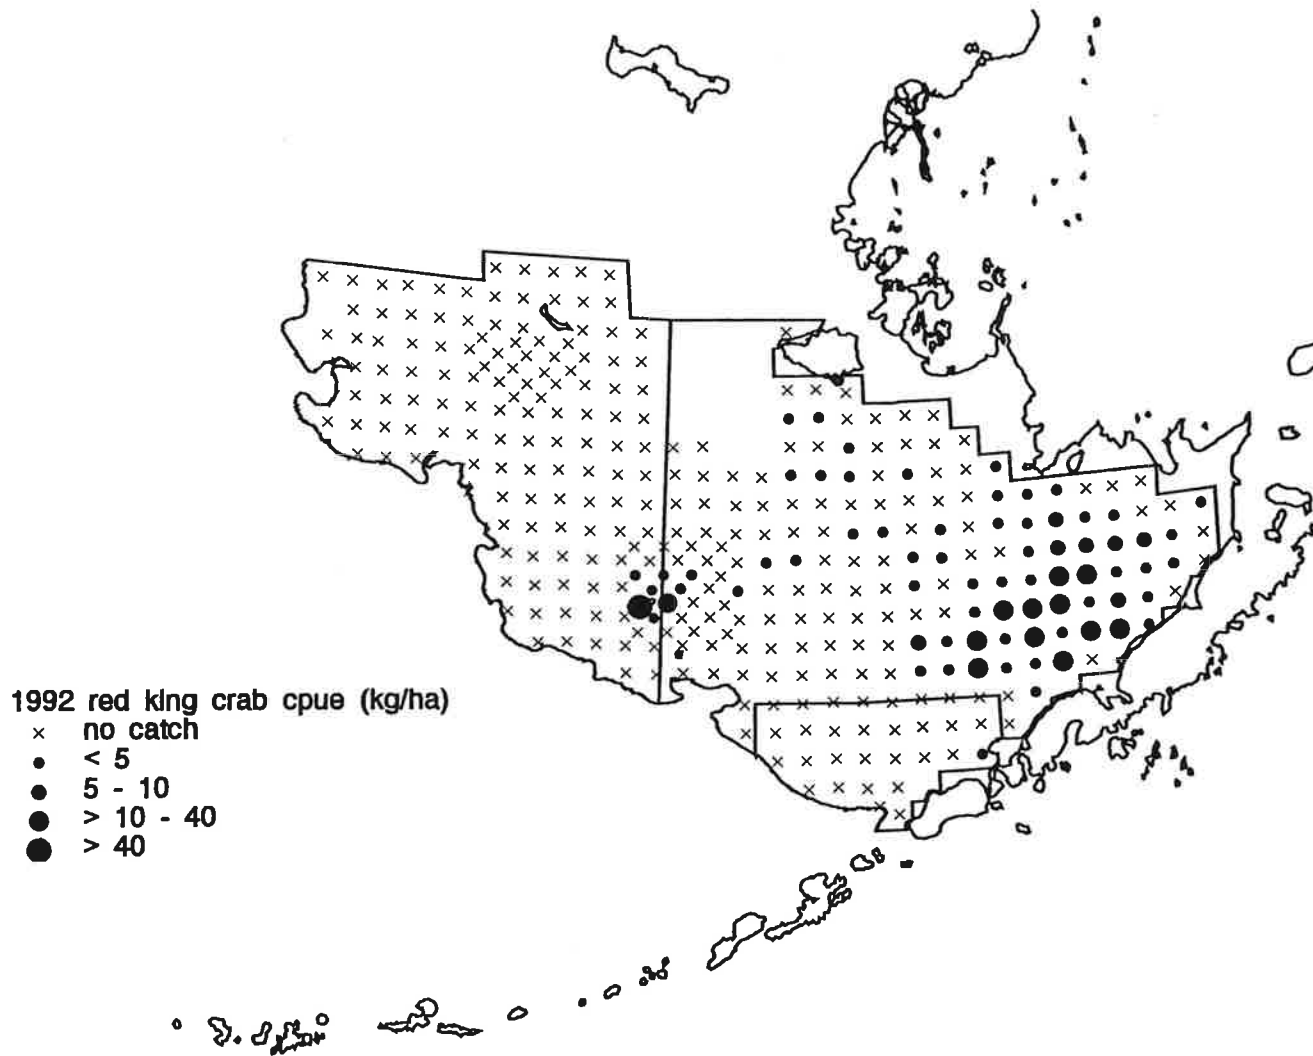 1992 red king crab cpue (kg/ha)
× no catch
● < 5
● 5 - 10
● > 10 - 40
● > 40